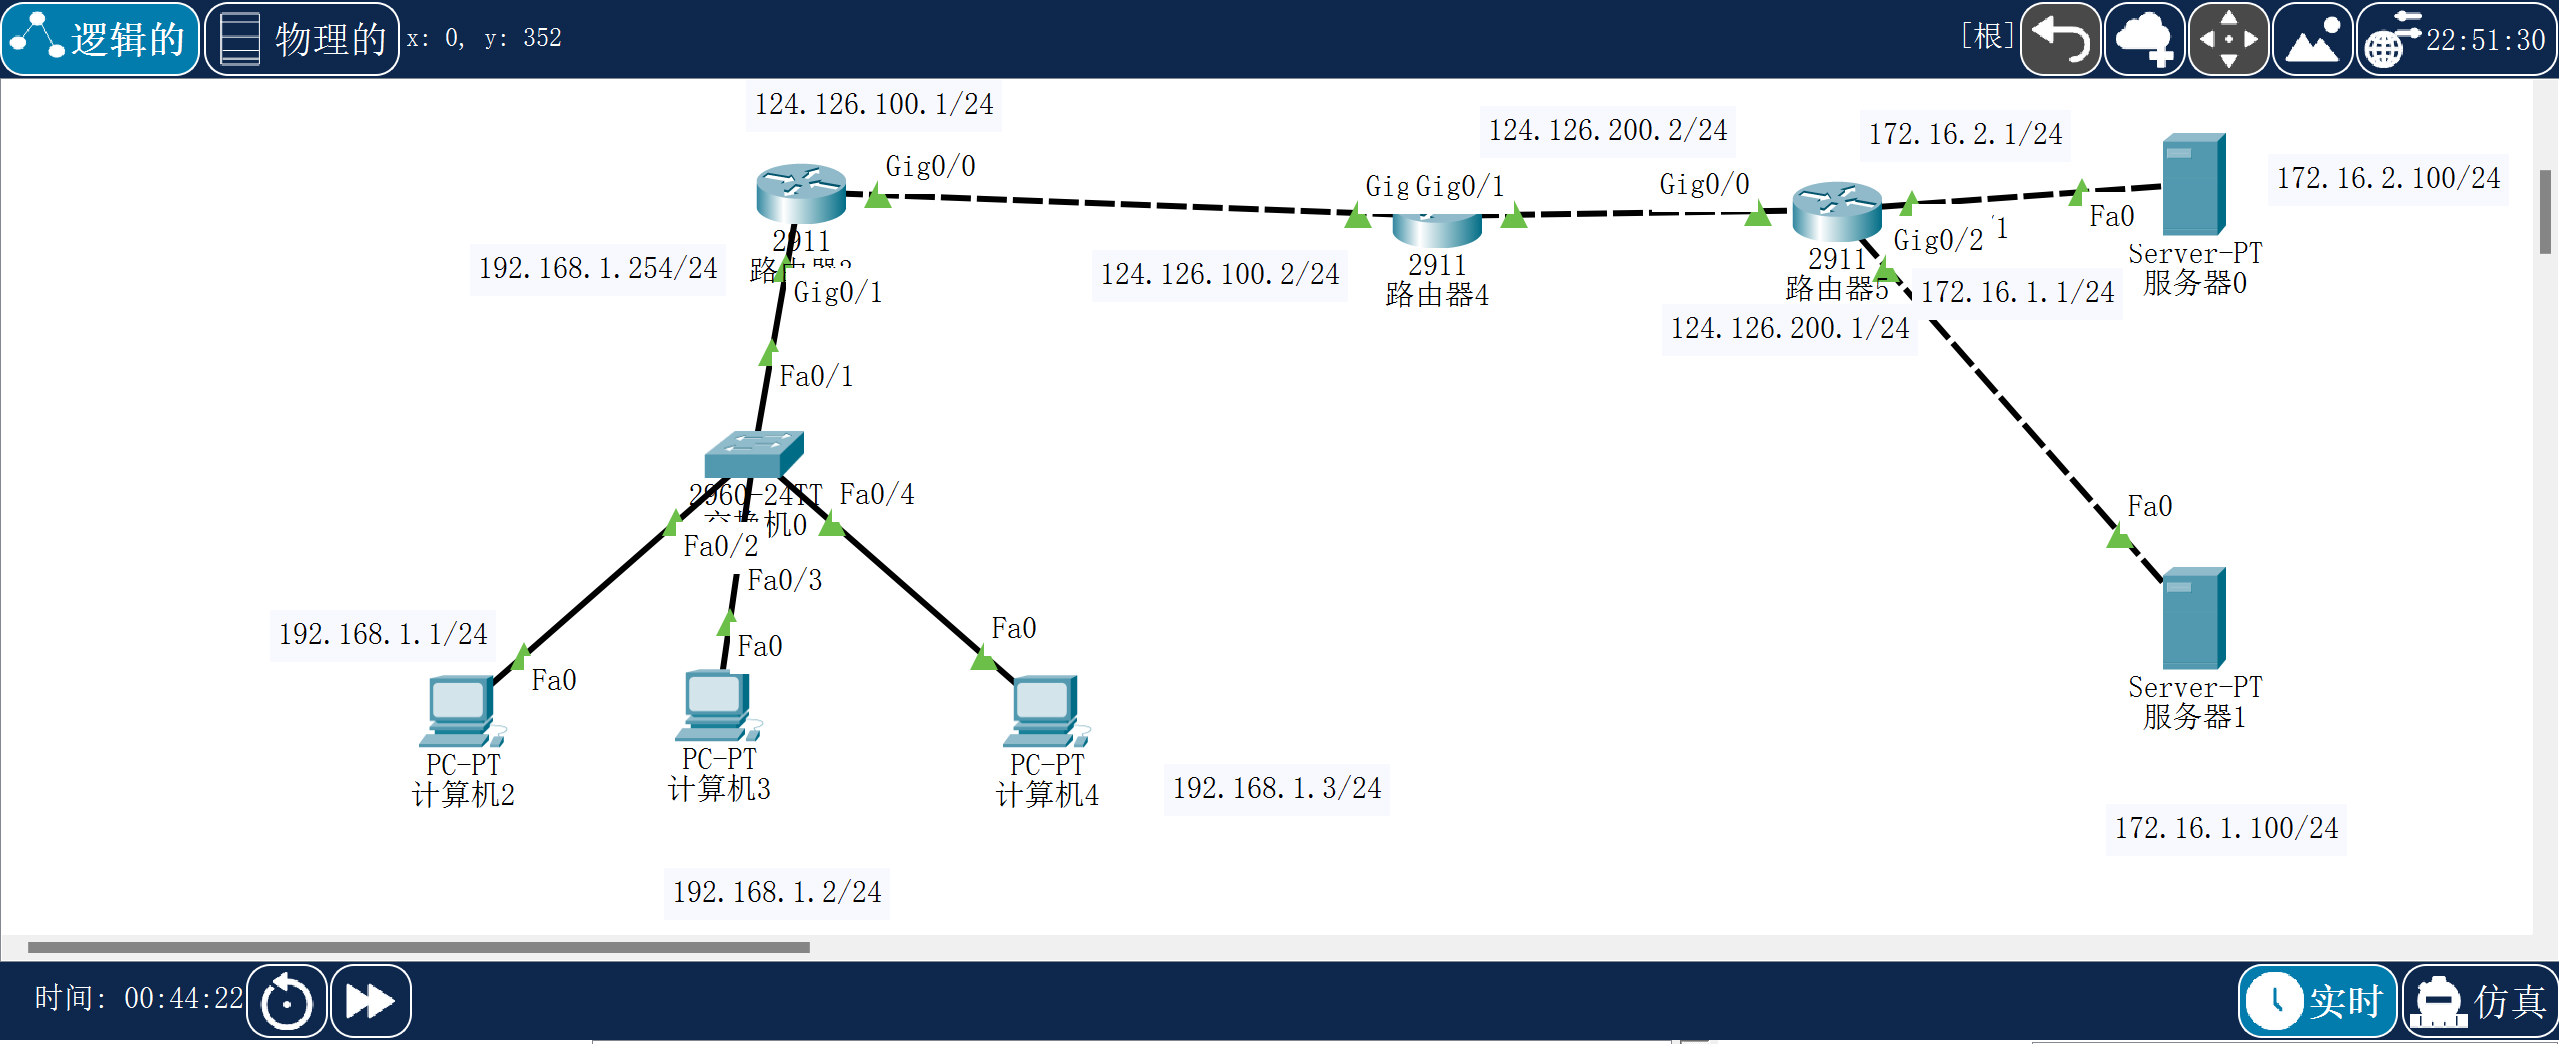 逻辑的
物理的
x: 0, y: 352
[根]
22:51:30
124.126.100.1/24
124.126.200.2/24
172.16.2.1/24
172.16.2.100/24
Gig0/0
Gig
Gig0/1
Gig0/0
Gig0/2
1
Fa0
2911
192.168.1.254/24
Gig0/1
124.126.100.2/24
2911
路由器4
2911
路由器5
172.16.1.1/24
124.126.200.1/24
Server-PT
服务器0
Fa0/1
2960-24TT
交换机0
Fa0/4
Fa0/2
Fa0/3
Fa0
192.168.1.1/24
Fa0
Fa0
Fa0
PC-PT
计算机2
PC-PT
计算机3
PC-PT
计算机4
192.168.1.3/24
Server-PT
服务器1
172.16.1.100/24
192.168.1.2/24
时间: 00:44:22
实时
仿真